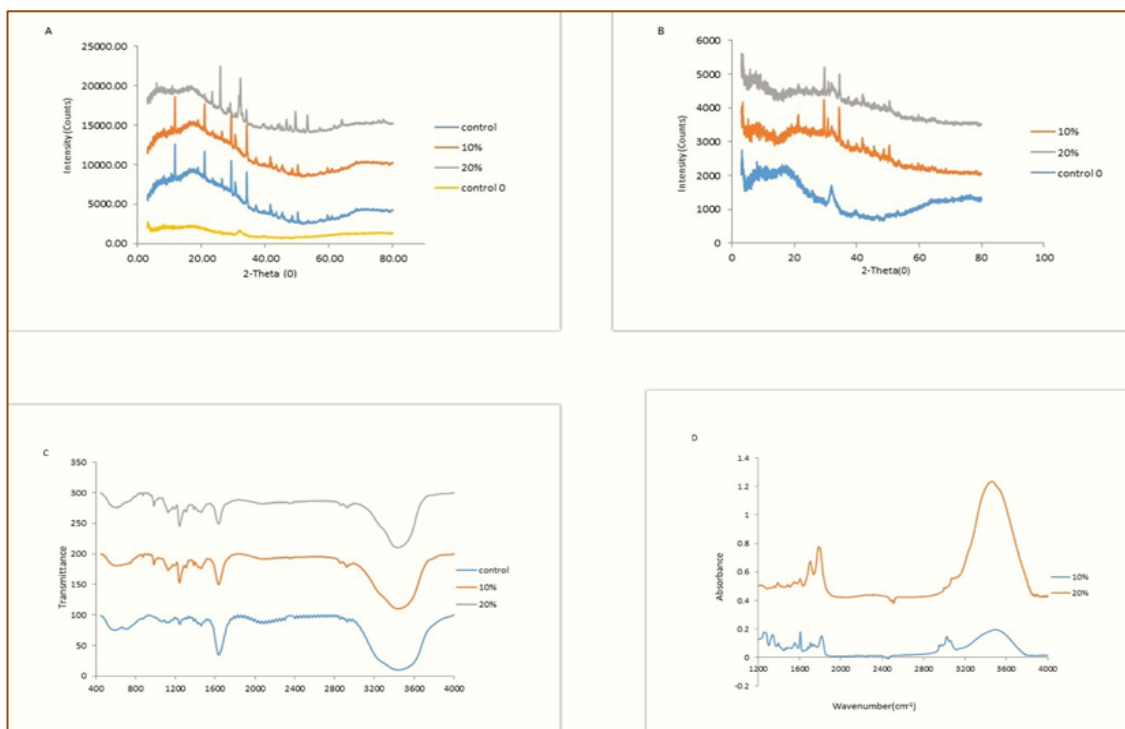 A
25000.00
20000.00
15000.00
10000.00
5000.00
0.00
Intensity (Counts)
0.00 20.00 40.00 60.00 80.00
2-Theta (0)
control
10%
20%
control 0
B
6000
5000
4000
3000
2000
1000
0
Intensity (Counts)
0 20 40 60 80 100
2-Theta(0)
10%
20%
control 0
C
350
300
250
200
150
100
50
0
Transmittance
400 800 1200 1600 2000 2400 2800 3200 3600 4000
control
10%
20%
D
1.4
1.2
1
0.8
0.6
0.4
0.2
0
-0.2
Absorbance
1200 1600 2000 2400 2800 3200 3600 4000
Wavenumber(cm⁻¹)
10%
20%